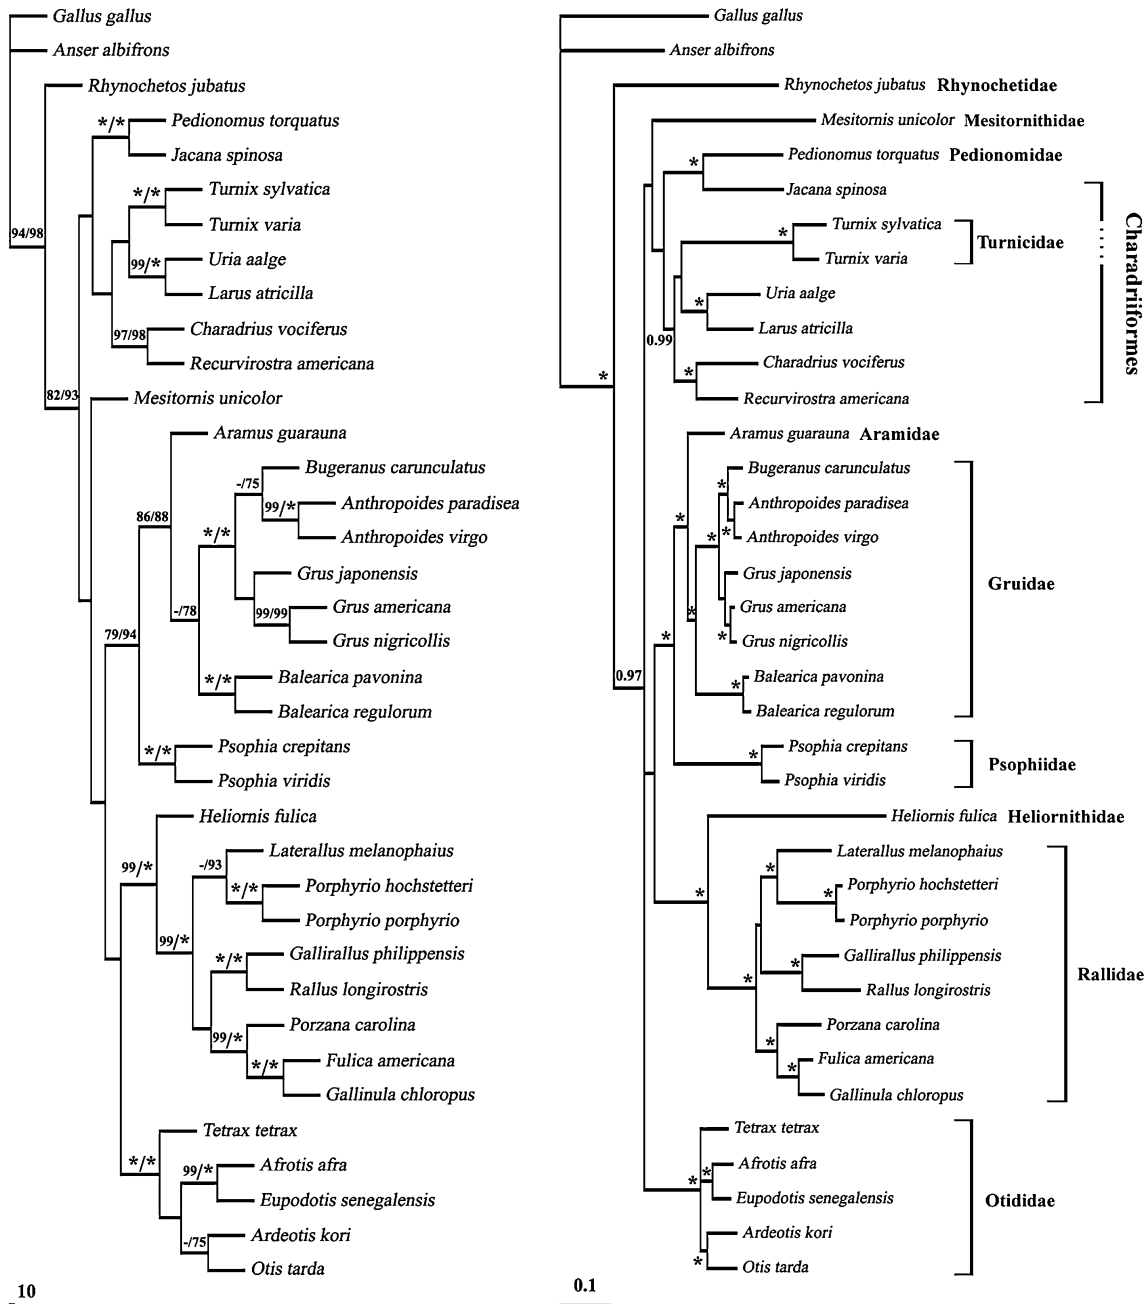 Gallus gallus
Anser albifrons
Rhynochetos jubatus
*/*
Pedionomus torquatus
Jacana spinosa
*/*
Turnix sylvatica
Turnix varia
94/98
99/*
Uria aalge
Larus atricilla
97/98
Charadrius vociferus
Recurvirostra americana
82/93
Mesitornis unicolor
Aramus guarauna
-/75
Bugeranus carunculatus
99/*
Anthropoides paradisea
86/88
*/*
Anthropoides virgo
Grus japonensis
-/78
99/99
Grus americana
Grus nigricollis
79/94
*/*
Balearica pavonina
Balearica regulorum
*/*
Psophia crepitans
Psophia viridis
Heliornis fulica
99/*
-/93
Laterallus melanophaius
*/*
Porphyrio hochstetteri
Porphyrio porphyrio
99/*
*/*
Gallirallus philippensis
Rallus longirostris
99/*
Porzana carolina
*/*
Fulica americana
Gallinula chloropus
*/*
Tetrax tetrax
99/*
Afrotis afra
Eupodotis senegalensis
-/75
Ardeotis kori
Otis tarda
10
Gallus gallus
Anser albifrons
Rhynochetos jubatus Rhynochetidae
Mesitornis unicolor Mesitornithidae
*
Pedionomus torquatus Pedionomidae
Jacana spinosa
*
Turnix sylvatica
Turnix varia
Turnicidae
*
Uria aalge
Larus atricilla
0.99
*
*
Charadrius vociferus
Recurvirostra americana
Charadriiformes
Aramus guarauna Aramidae
*
Bugeranus carunculatus
*
Anthropoides paradisea
*
*
Anthropoides virgo
Grus japonensis
Gruidae
*
Grus americana
*
*
Grus nigricollis
0.97
*
Balearica pavonina
Balearica regulorum
*
Psophia crepitans
Psophia viridis
Psophiidae
Heliornis fulica Heliornithidae
*
*
Laterallus melanophaius
*
Porphyrio hochstetteri
Porphyrio porphyrio
*
*
Gallirallus philippensis
Rallus longirostris
Rallidae
*
Porzana carolina
*
Fulica americana
Gallinula chloropus
*
Tetrax tetrax
*
Afrotis afra
Eupodotis senegalensis
Otididae
*
Ardeotis kori
Otis tarda
0.1